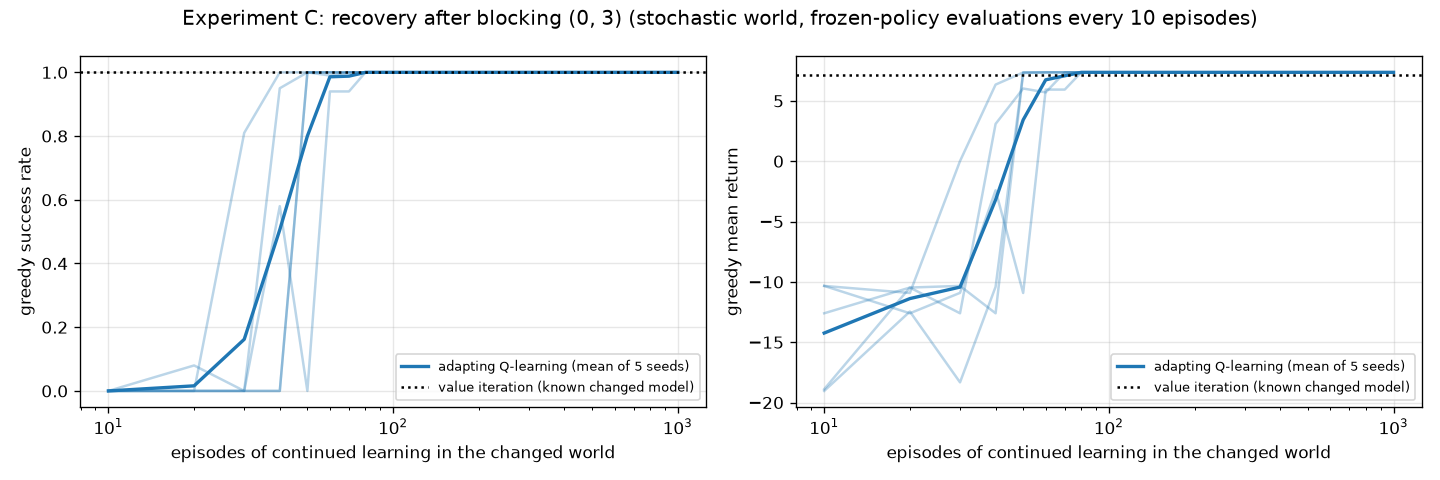 Experiment C: recovery after blocking (0, 3) (stochastic world, frozen-policy evaluations every 10 episodes)
greedy success rate
1.0
0.8
0.6
0.4
0.2
0.0
adapting Q-learning (mean of 5 seeds)
value iteration (known changed model)
10¹
10²
10³
episodes of continued learning in the changed world
greedy mean return
5
0
−5
−10
−15
−20
adapting Q-learning (mean of 5 seeds)
value iteration (known changed model)
10¹
10²
10³
episodes of continued learning in the changed world